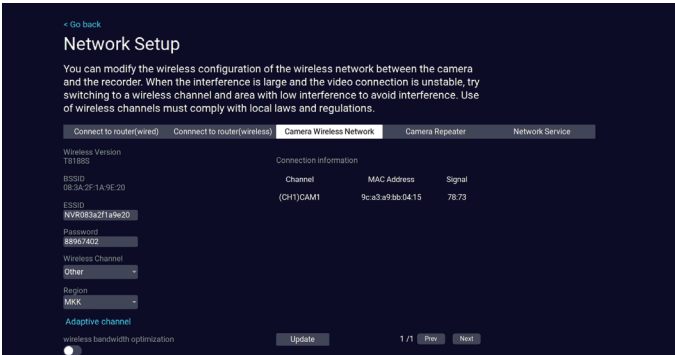 < Go back
Network Setup
You can modify the wireless configuration of the wireless network between the camera
and the recorder. When the interference is large and the video connection is unstable, try
switching to a wireless channel and area with low interference to avoid interference. Use
of wireless channels must comply with local laws and regulations.
Connect to router(wired) Connnect to router(wireless) Camera Wireless Network Camera Repeater Network Service
Wireless Version
T8188S
Connection information
BSSID
08:3A:2F:1A:9E:20
Channel MAC Address Signal
(CH1)CAM1 9c:a3:a9:bb:04:15 78:73
ESSID
NVR083a2f1a9e20
Password
88967402
Wireless Channel
Other
Region
MKK
Adaptive channel
wireless bandwidth optimization
Update 1 /1 Prev Next